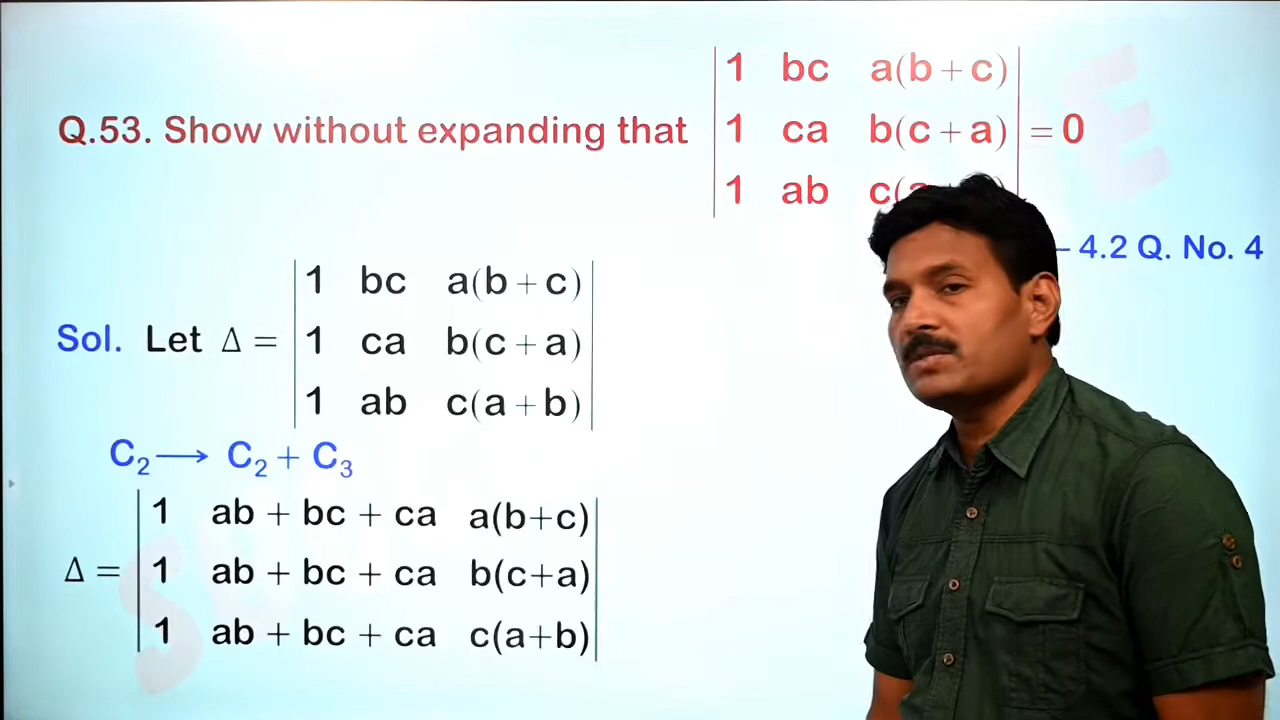 Q.53. Show without expanding that | 1 bc a(b + c) |
| 1 ca b(c + a) | = 0
| 1 ab c(
– 4.2 Q. No. 4
Sol. Let Δ = | 1 bc a(b + c) |
| 1 ca b(c + a) |
| 1 ab c(a + b) |
C₂ → C₂ + C₃
Δ = | 1 ab + bc + ca a(b+c) |
| 1 ab + bc + ca b(c+a) |
| 1 ab + bc + ca c(a+b) |